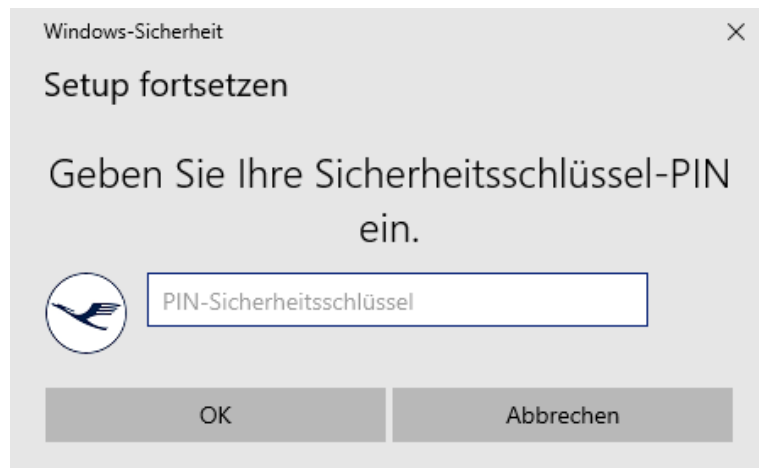 Windows-Sicherheit
Setup fortsetzen
Geben Sie Ihre Sicherheitsschlüssel-PIN
ein.
PIN-Sicherheitsschlüssel
OK
Abbrechen